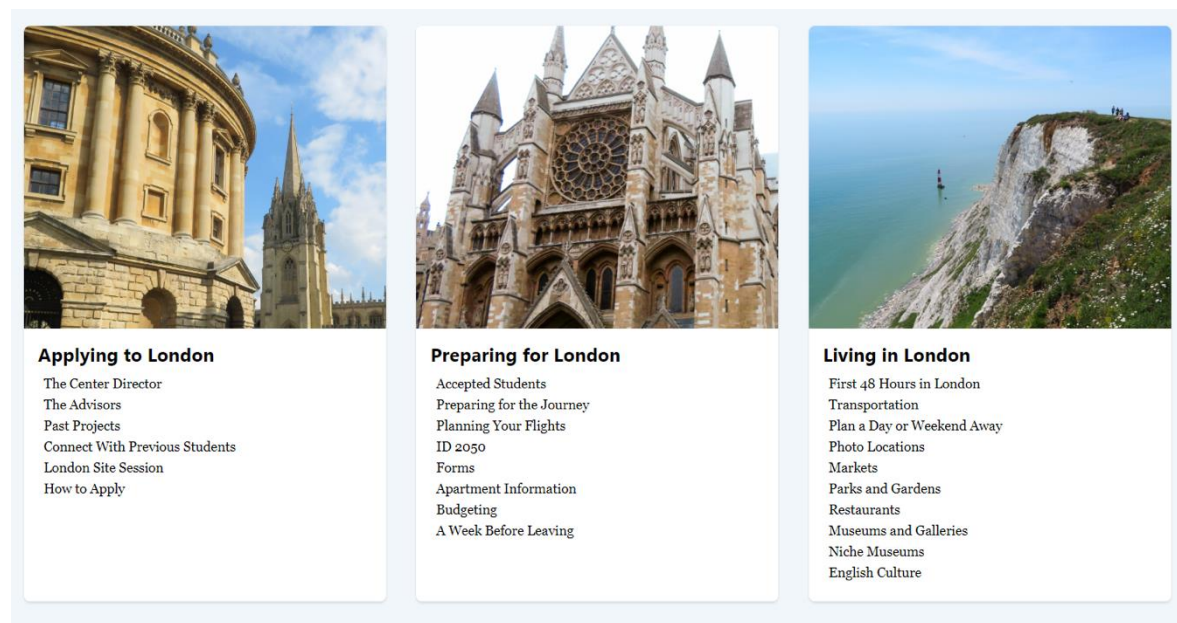 Applying to London
The Center Director
The Advisors
Past Projects
Connect With Previous Students
London Site Session
How to Apply
Preparing for London
Accepted Students
Preparing for the Journey
Planning Your Flights
ID 2050
Forms
Apartment Information
Budgeting
A Week Before Leaving
Living in London
First 48 Hours in London
Transportation
Plan a Day or Weekend Away
Photo Locations
Markets
Parks and Gardens
Restaurants
Museums and Galleries
Niche Museums
English Culture